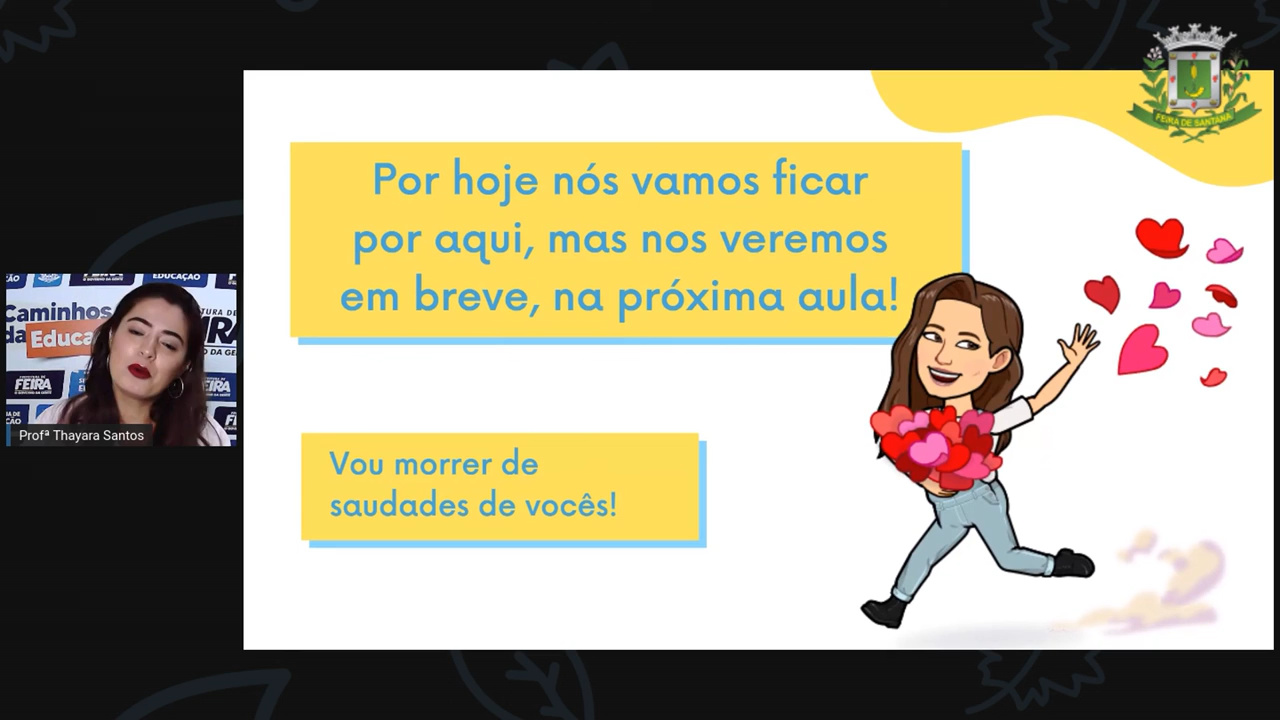 Por hoje nós vamos ficar
por aqui, mas nos veremos
em breve, na próxima aula!
Vou morrer de
saudades de vocês!
FEIRA DE SANTANA
EDUCAÇÃO
Caminhos
da Educa
FEIRA
Profª Thayara Santos